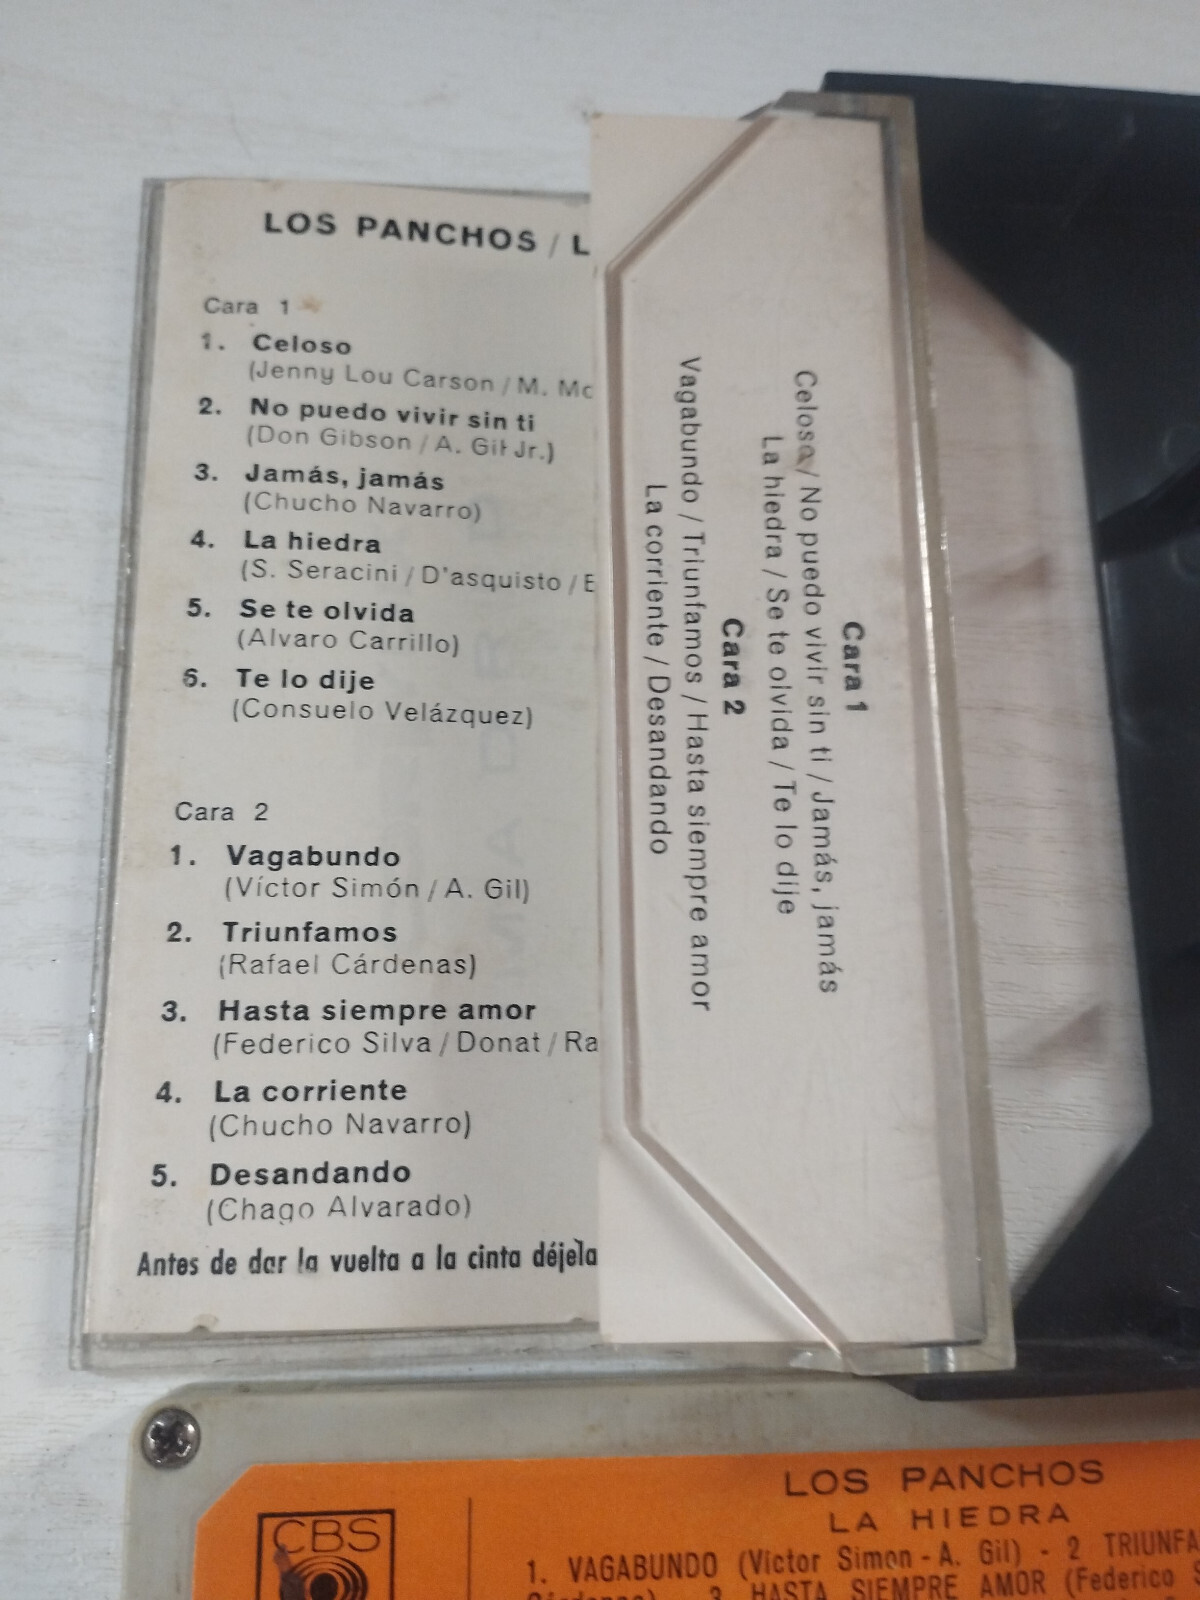 LOS PANCHOS / L
Cara 1
1. Celoso
(Jenny Lou Carson / M. Mc
2. No puedo vivir sin ti
(Don Gibson / A. Gil Jr.)
3. Jamás, jamás
(Chucho Navarro)
4. La hiedra
(S. Seracini / D'asquisto / E
5. Se te olvida
(Alvaro Carrillo)
6. Te lo dije
(Consuelo Velázquez)
Cara 2
1. Vagabundo
(Víctor Simón / A. Gil)
2. Triunfamos
(Rafael Cárdenas)
3. Hasta siempre amor
(Federico Silva / Donat / Ra
4. La corriente
(Chucho Navarro)
5. Desandando
(Chago Alvarado)
Antes de dar la vuelta a la cinta déjela
Cara 1
Celoso / No puedo vivir sin ti / Jamás, jamás
La hiedra / Se te olvida / Te lo dije
Cara 2
Vagabundo / Triunfamos / Hasta siempre amor
La corriente / Desandando
CBS
LOS PANCHOS
LA HIEDRA
1. VAGABUNDO (Víctor Simon - A. Gil) - 2 TRIUNFA
3 HASTA SIEMPRE AMOR (Federico S